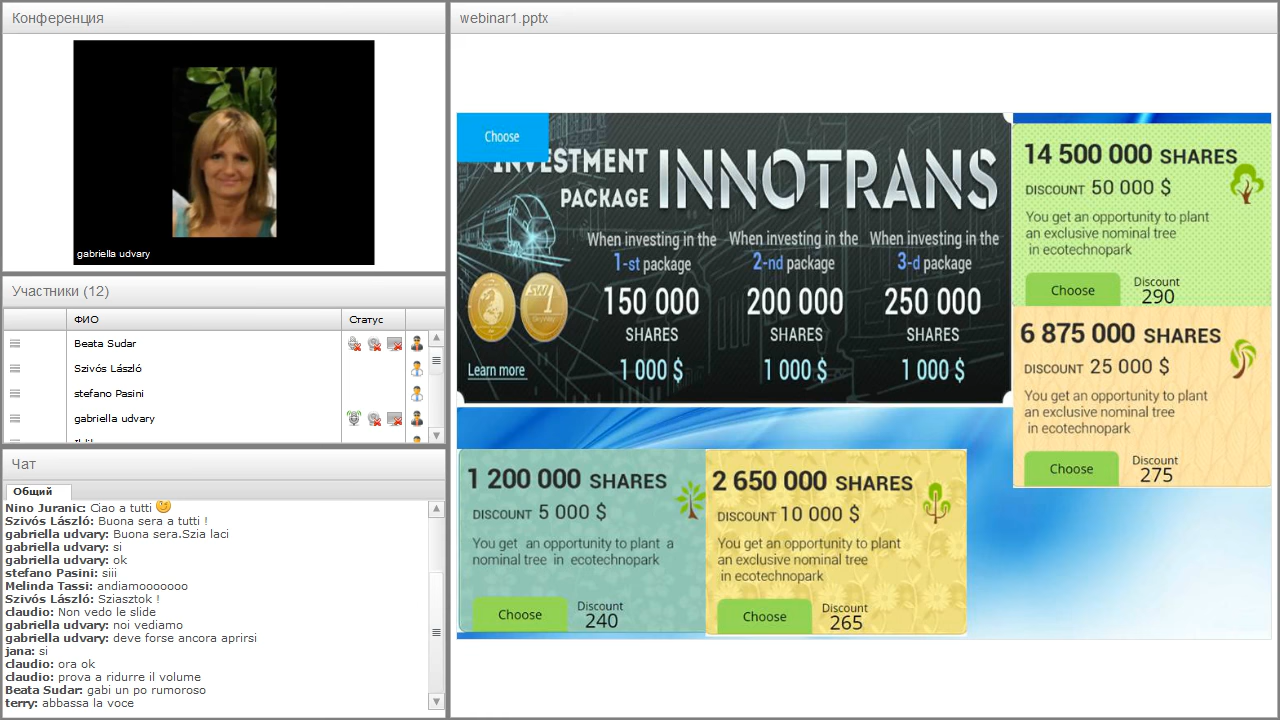 Конференция
gabriella udvary
Участники (12)
ФИО
Статус
Beata Sudar
Szivós László
stefano Pasini
gabriella udvary
Чат
Общий
Nino Juranic: Ciao a tutti
Szivós László: Buona sera a tutti !
gabriella udvary: Buona sera.Szia laci
gabriella udvary: si
gabriella udvary: ok
stefano Pasini: siii
Melinda Tassi: andiamooooooo
Szivós László: Sziasztok !
claudio: Non vedo le slide
gabriella udvary: noi vediemo
gabriella udvary: deve forse ancora aprirsi
jana: si
claudio: ora ok
claudio: prova a ridurre il volume
Beata Sudar: gabi un po rumoroso
terry: abbassa la voce
webinar1.pptx
Choose
INVESTMENT
PACKAGE
INNOTRANS
When investing in the
1-st package
150 000
SHARES
1 000 $
When investing in the
2-nd package
200 000
SHARES
1 000 $
When investing in the
3-d package
250 000
SHARES
1 000 $
SW
1
Learn more
14 500 000 SHARES
DISCOUNT 50 000 $
You get an opportunity to plant
an exclusive nominal tree
in ecotechnopark
Choose
Discount
290
6 875 000 SHARES
DISCOUNT 25 000 $
You get an opportunity to plant
an exclusive nominal tree
in ecotechnopark
Choose
Discount
275
1 200 000 SHARES
DISCOUNT 5 000 $
You get an opportunity to plant a
nominal tree in ecotechnopark
Choose
Discount
240
2 650 000 SHARES
DISCOUNT 10 000 $
You get an opportunity to plant
an exclusive nominal tree
in ecotechnopark
Choose
Discount
265